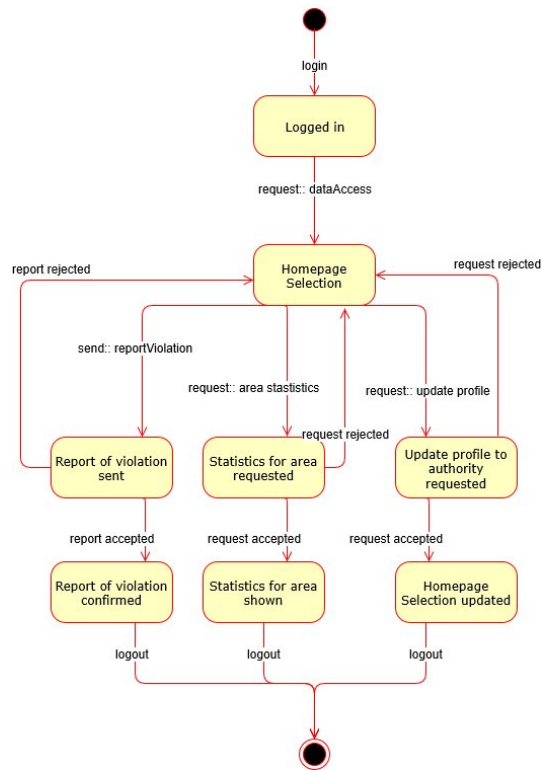 login
Logged in
request:: dataAccess
report rejected
request rejected
Homepage
Selection
send:: reportViolation
request:: area stastistics
request:: update profile
request rejected
Report of violation
sent
Statistics for area
requested
Update profile to
authority
requested
report accepted
request accepted
request accepted
Report of violation
confirmed
Statistics for area
shown
Homepage
Selection updated
logout
logout
logout